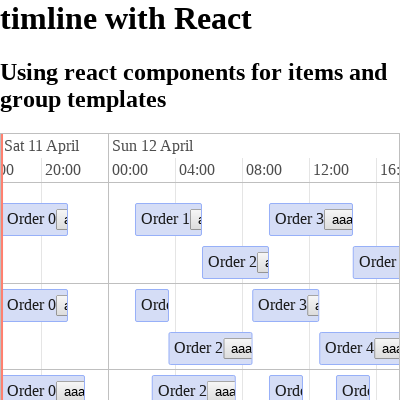 timline with React
Using react components for items and
group templates
Sat 11 April Sun 12 April
00 20:00 00:00 04:00 08:00 12:00 16:
Order 0 a Order 1 a Order 3 aaa
Order 2 a Order
Order 0 a Ord Order 3 a
Order 2 aaa Order 4 aaa
Order 0 aaa Order 2 aaa Ord Ord